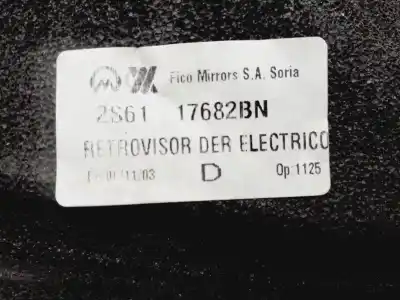 Fico Mirrors S.A. Soria
2S61 17682BN
RETROVISOR DER ELECTRICO
D Op:1125